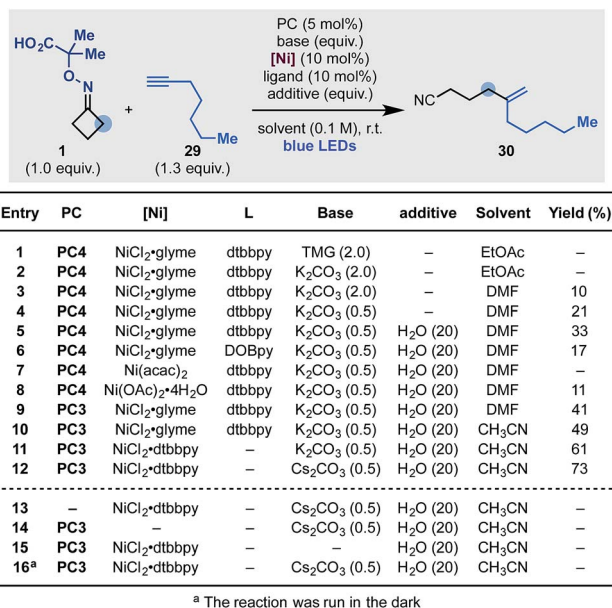 PC (5 mol%)
base (equiv.)
[Ni] (10 mol%)
ligand (10 mol%)
additive (equiv.)
solvent (0.1 M), r.t.
blue LEDs
HO₂C
Me
Me
O
N
1
(1.0 equiv.)
+
Me
29
(1.3 equiv.)
NC
Me
30
Entry PC [Ni] L Base additive Solvent Yield (%)
1 PC4 NiCl₂•glyme dtbbpy TMG (2.0) – EtOAc –
2 PC4 NiCl₂•glyme dtbbpy K₂CO₃ (2.0) – EtOAc –
3 PC4 NiCl₂•glyme dtbbpy K₂CO₃ (2.0) – DMF 10
4 PC4 NiCl₂•glyme dtbbpy K₂CO₃ (0.5) – DMF 21
5 PC4 NiCl₂•glyme dtbbpy K₂CO₃ (0.5) H₂O (20) DMF 33
6 PC4 NiCl₂•glyme DOBpy K₂CO₃ (0.5) H₂O (20) DMF 17
7 PC4 Ni(acac)₂ dtbbpy K₂CO₃ (0.5) H₂O (20) DMF –
8 PC4 Ni(OAc)₂•4H₂O dtbbpy K₂CO₃ (0.5) H₂O (20) DMF 11
9 PC3 NiCl₂•glyme dtbbpy K₂CO₃ (0.5) H₂O (20) DMF 41
10 PC3 NiCl₂•glyme dtbbpy K₂CO₃ (0.5) H₂O (20) CH₃CN 49
11 PC3 NiCl₂•dtbbpy – K₂CO₃ (0.5) H₂O (20) CH₃CN 61
12 PC3 NiCl₂•dtbbpy – Cs₂CO₃ (0.5) H₂O (20) CH₃CN 73
13 – NiCl₂•dtbbpy – Cs₂CO₃ (0.5) H₂O (20) CH₃CN –
14 PC3 – – Cs₂CO₃ (0.5) H₂O (20) CH₃CN –
15 PC3 NiCl₂•dtbbpy – – H₂O (20) CH₃CN –
16ᵃ PC3 NiCl₂•dtbbpy – Cs₂CO₃ (0.5) H₂O (20) CH₃CN –
ᵃ The reaction was run in the dark